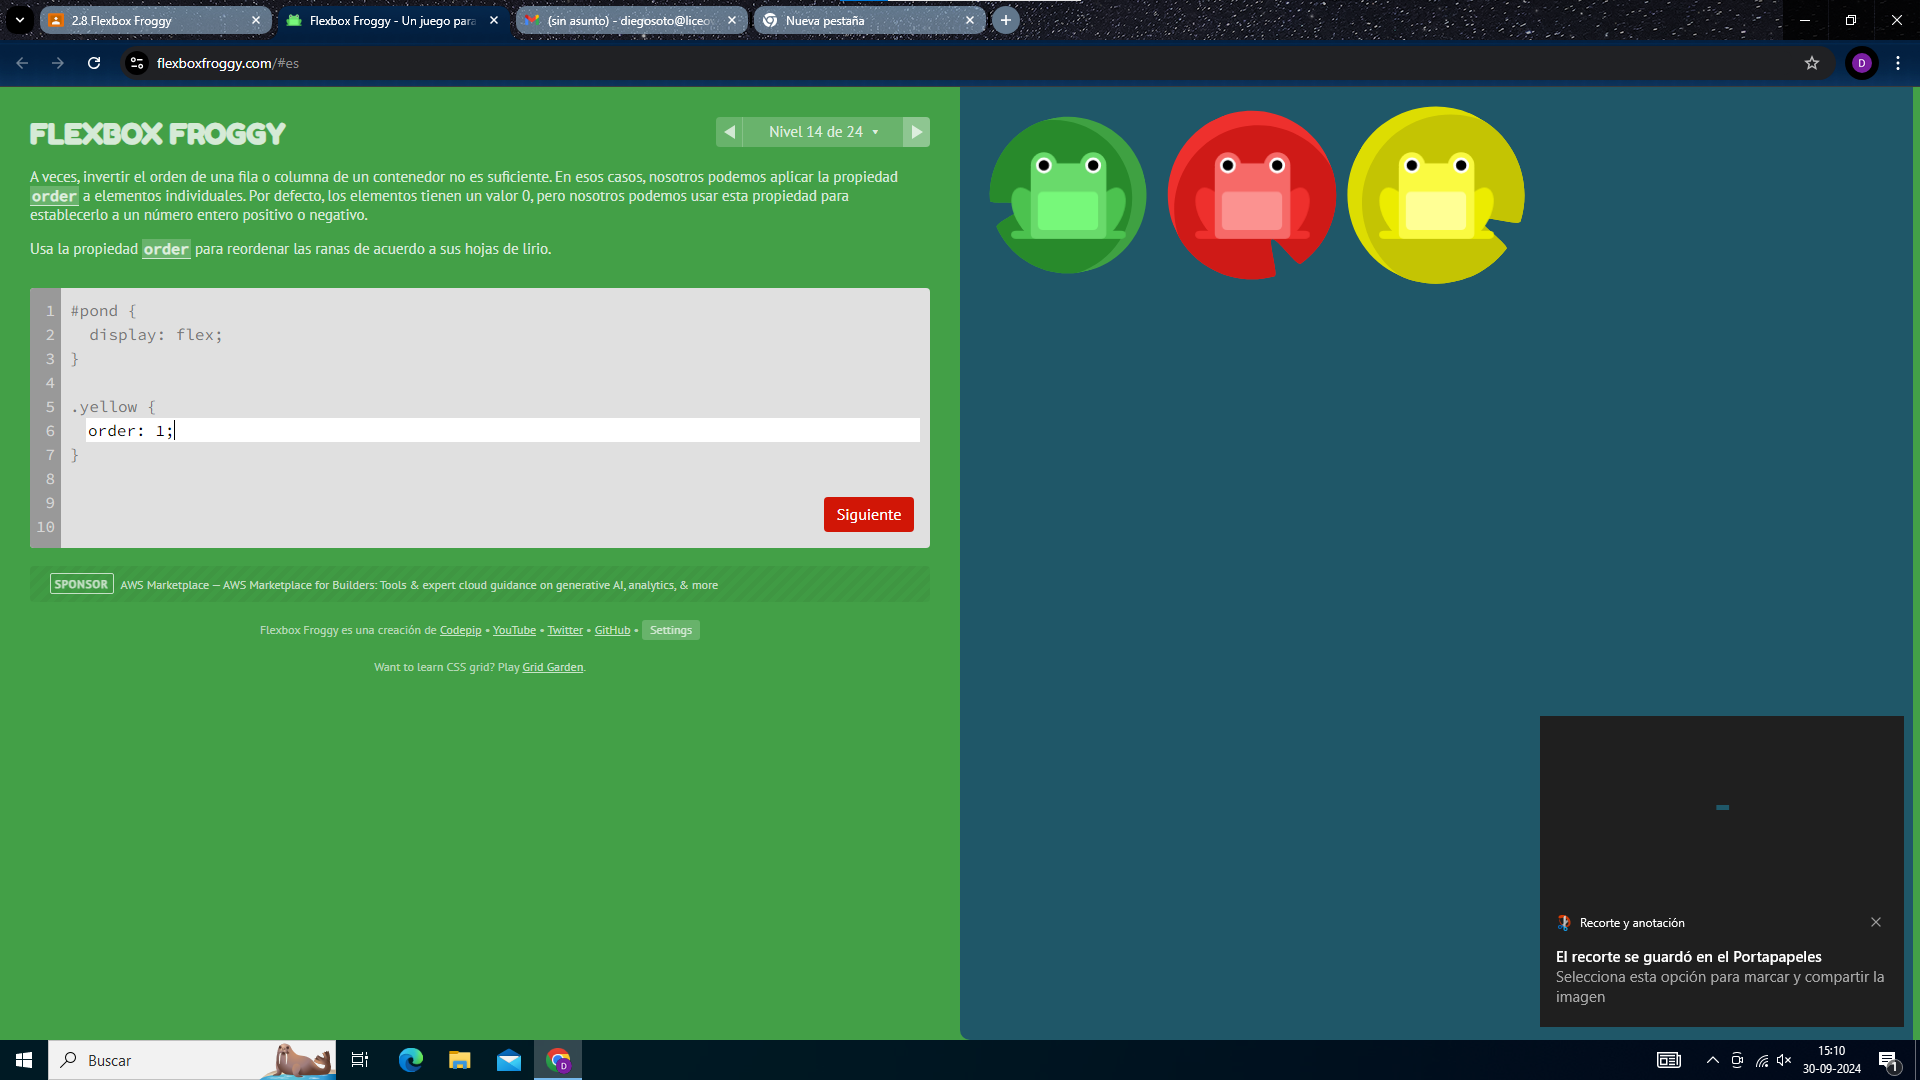 2.8 Flexbox Froggy
Flexbox Froggy - Un juego para
(sin asunto) - diegosoto@liceo
Nueva pestaña
flexboxfroggy.com/#es
D
FLEXBOX FROGGY
Nivel 14 de 24
A veces, invertir el orden de una fila o columna de un contenedor no es suficiente. En esos casos, nosotros podemos aplicar la propiedad
order a elementos individuales. Por defecto, los elementos tienen un valor 0, pero nosotros podemos usar esta propiedad para
establecerlo a un número entero positivo o negativo.
Usa la propiedad order para reordenar las ranas de acuerdo a sus hojas de lirio.
1 #pond {
2 display: flex;
3 }
4
5 .yellow {
6 order: 1;
7 }
8
9
10
Siguiente
SPONSOR AWS Marketplace — AWS Marketplace for Builders: Tools & expert cloud guidance on generative AI, analytics, & more
Flexbox Froggy es una creación de Codepip • YouTube • Twitter • GitHub • Settings
Want to learn CSS grid? Play Grid Garden.
Recorte y anotación
El recorte se guardó en el Portapapeles
Selecciona esta opción para marcar y compartir la
imagen
Buscar
D
15:10
30-09-2024
1